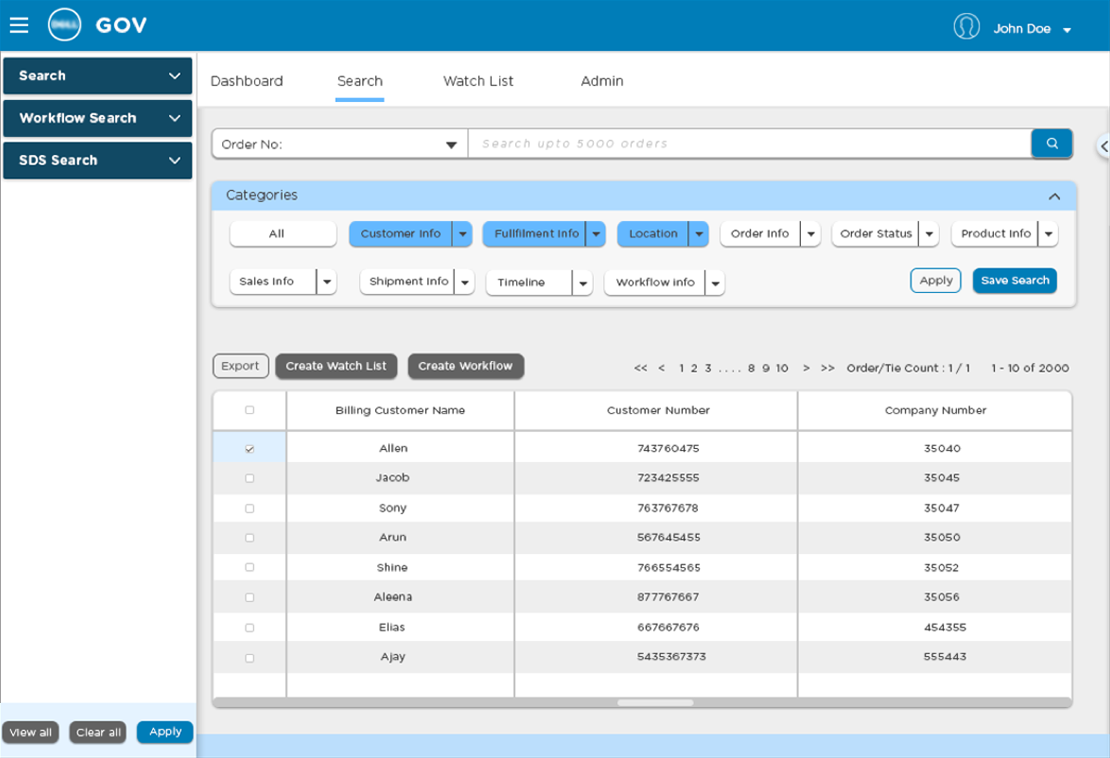 GOV
John Doe
Search
Workflow Search
SDS Search
View all Clear all Apply
Dashboard Search Watch List Admin
Order No: Search upto 5000 orders
Categories
All Customer Info Fullfilment Info Location Order Info Order Status Product Info
Sales Info Shipment Info Timeline Workflow info Apply Save Search
Export Create Watch List Create Workflow << < 1 2 3 .... 8 9 10 > >> Order/Tie Count : 1 / 1 1 - 10 of 2000
Billing Customer Name Customer Number Company Number
Allen 743760475 35040
Jacob 723425555 35045
Sony 763767678 35047
Arun 567645455 35050
Shine 766554565 35052
Aleena 877767667 35056
Elias 667667676 454355
Ajay 5435367373 555443